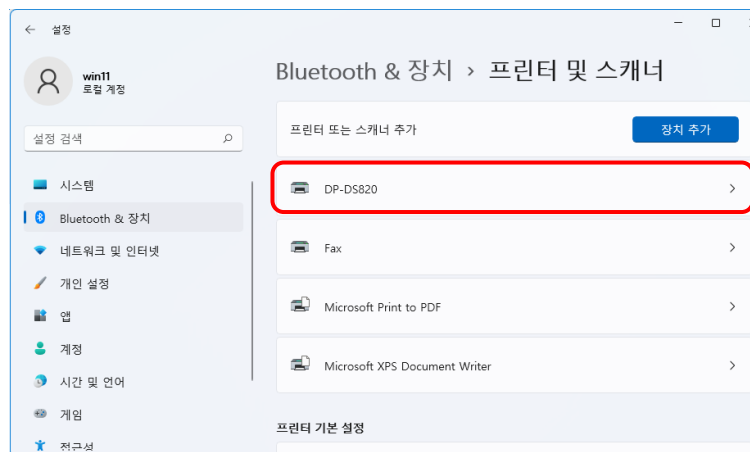 설정
win11
로컬 계정
설정 검색
시스템
Bluetooth & 장치
네트워크 및 인터넷
개인 설정
앱
계정
시간 및 언어
게임
접근성
Bluetooth & 장치 › 프린터 및 스캐너
프린터 또는 스캐너 추가
장치 추가
DP-DS820
Fax
Microsoft Print to PDF
Microsoft XPS Document Writer
프린터 기본 설정